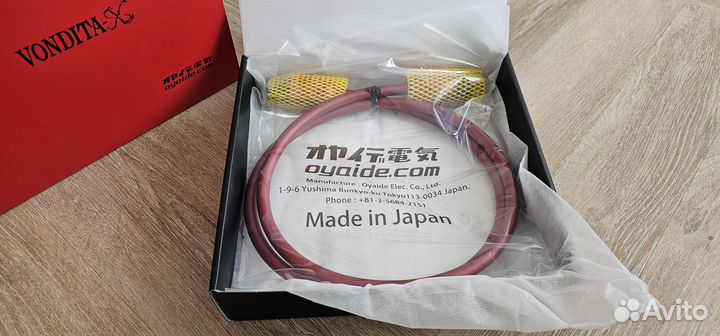 VONDITA-X
オヤイデ電気
oyaide.com
オヤイデ電気
oyaide.com
Manufacture : Oyaide Elec. Co., Ltd.
1-9-6 Yushima Bunkyo-ku Tokyo113-0034 Japan.
Phone : +81-3-5684-2151
Made in Japan
Avito